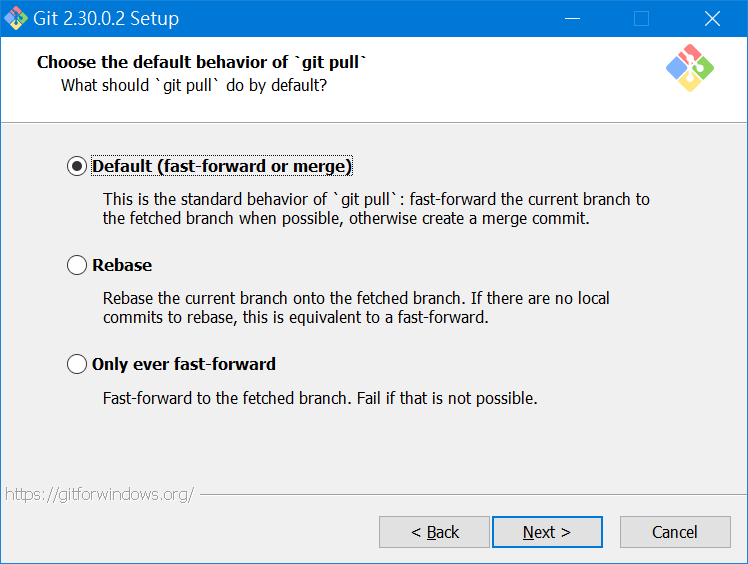 Git 2.30.0.2 Setup
Choose the default behavior of `git pull`
What should `git pull` do by default?
Default (fast-forward or merge)
This is the standard behavior of `git pull`: fast-forward the current branch to
the fetched branch when possible, otherwise create a merge commit.
Rebase
Rebase the current branch onto the fetched branch. If there are no local
commits to rebase, this is equivalent to a fast-forward.
Only ever fast-forward
Fast-forward to the fetched branch. Fail if that is not possible.
https://gitforwindows.org/
< Back
Next >
Cancel